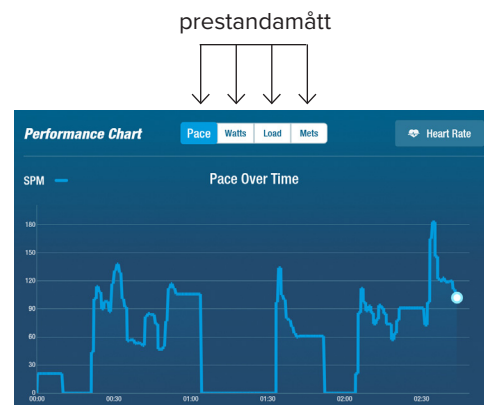 prestandamått
Performance Chart
Pace Watts Load Mets
Heart Rate
SPM
Pace Over Time
180
150
120
90
60
30
0
00:00 00:30 01:00 01:30 02:00 02:30